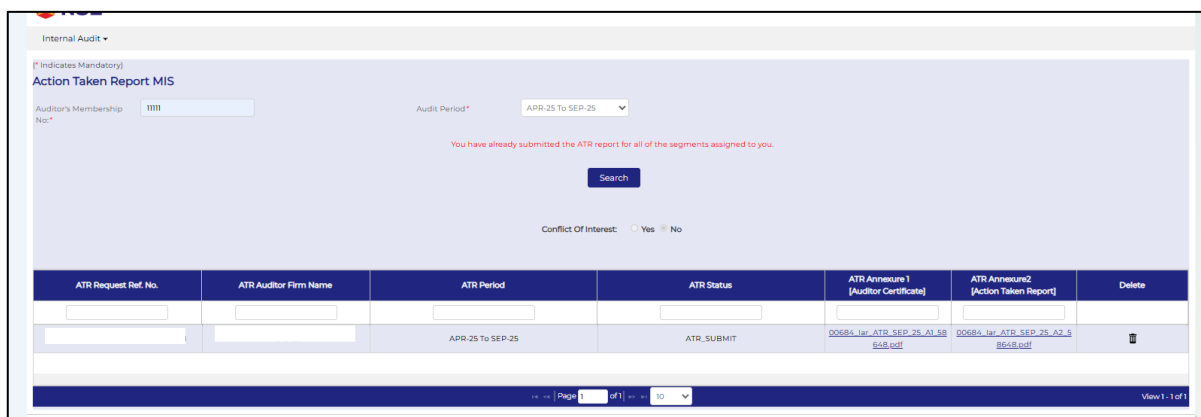 Internal Audit
(* Indicates Mandatory)
Action Taken Report MIS
Auditor's Membership No:*
11111
Audit Period*
APR-25 To SEP-25
You have already submitted the ATR report for all of the segments assigned to you.
Search
Conflict Of Interest: Yes No
ATR Request Ref. No.
ATR Auditor Firm Name
ATR Period
ATR Status
ATR Annexure 1
[Auditor Certificate]
ATR Annexure2
[Action Taken Report]
Delete
APR-25 To SEP-25
ATR_SUBMIT
00684_Iar_ATR_SEP_25_A1_58
648.pdf
00684_Iar_ATR_SEP_25_A2_5
8648.pdf
Page 1 of 1 10
View 1 - 1 of 1